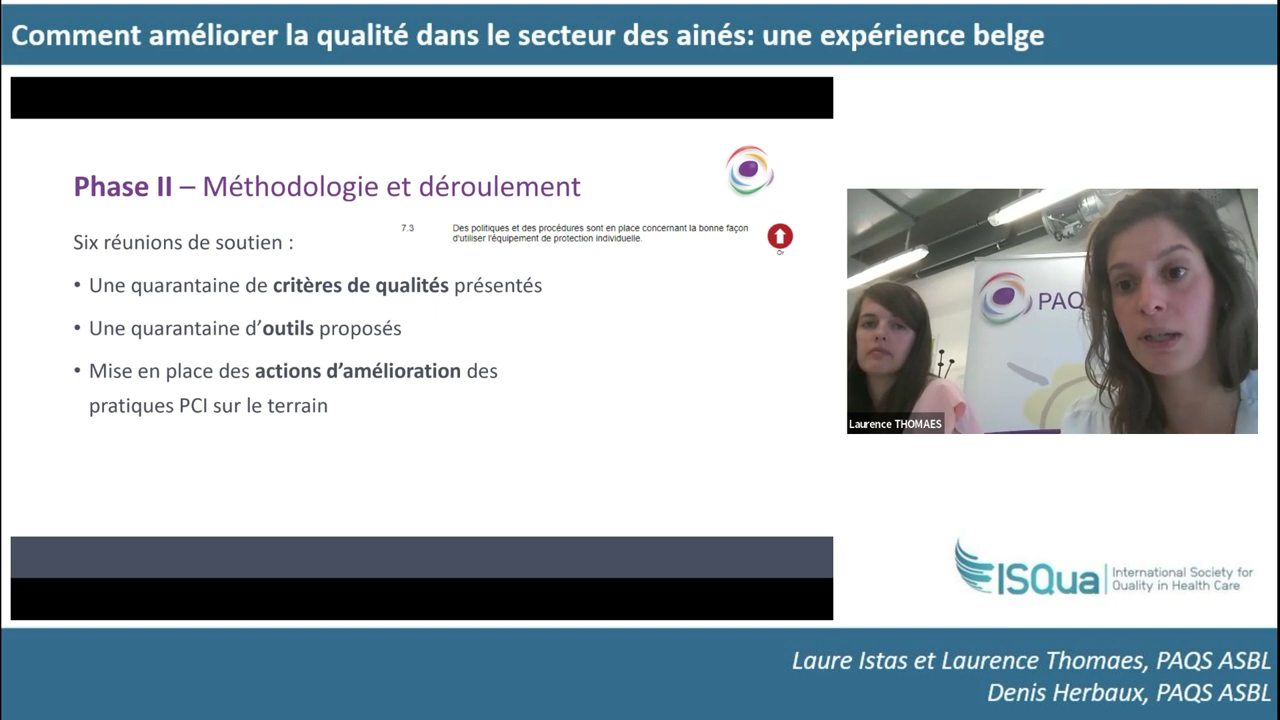 Comment améliorer la qualité dans le secteur des ainés: une expérience belge
Phase II – Méthodologie et déroulement
7.3 Des politiques et des procédures sont en place concernant la bonne façon
d'utiliser l'équipement de protection individuelle.
Or
Six réunions de soutien :
• Une quarantaine de critères de qualités présentés
• Une quarantaine d'outils proposés
• Mise en place des actions d'amélioration des
pratiques PCI sur le terrain
PAQ
Laurence THOMAES
ISQua International Society for
Quality in Health Care
Laure Istas et Laurence Thomaes, PAQS ASBL
Denis Herbaux, PAQS ASBL